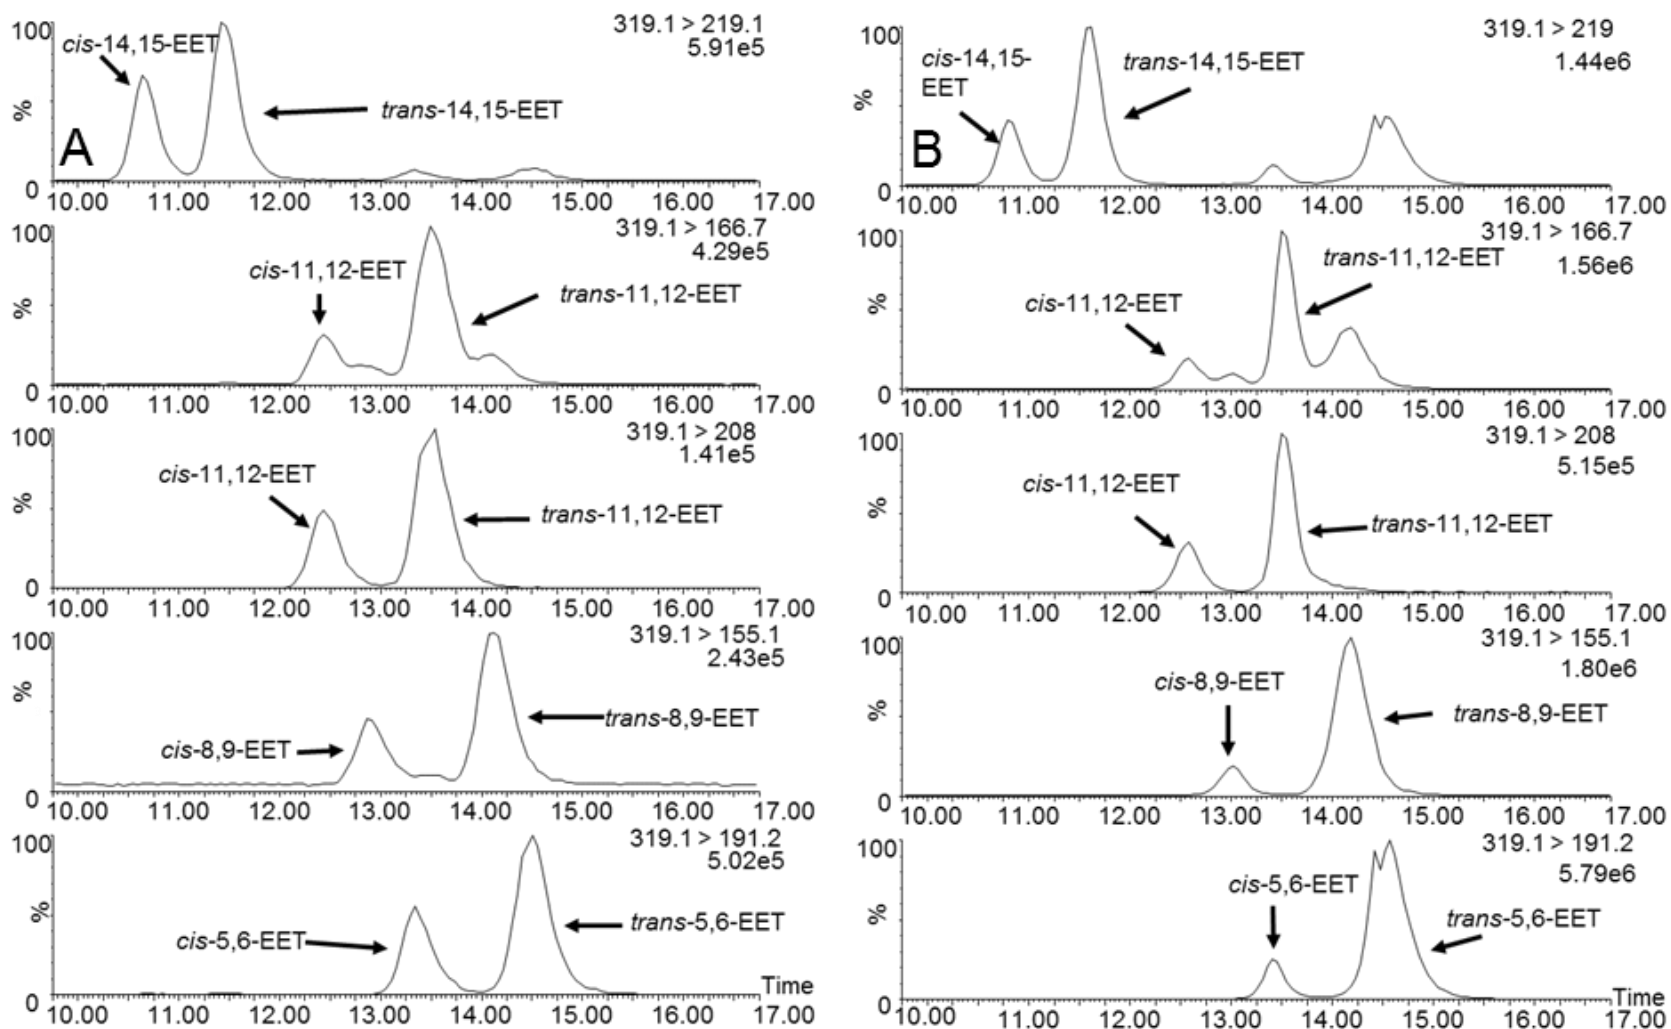 100
cis-14,15-EET
319.1 > 219.1
5.91e5
trans-14,15-EET
%
A
0
10.00 11.00 12.00 13.00 14.00 15.00 16.00 17.00
100
319.1 > 166.7
4.29e5
cis-11,12-EET
trans-11,12-EET
%
0
10.00 11.00 12.00 13.00 14.00 15.00 16.00 17.00
100
319.1 > 208
1.41e5
cis-11,12-EET
trans-11,12-EET
%
0
10.00 11.00 12.00 13.00 14.00 15.00 16.00 17.00
100
319.1 > 155.1
2.43e5
%
trans-8,9-EET
cis-8,9-EET
0
10.00 11.00 12.00 13.00 14.00 15.00 16.00 17.00
100
319.1 > 191.2
5.02e5
%
trans-5,6-EET
cis-5,6-EET
Time
0
10.00 11.00 12.00 13.00 14.00 15.00 16.00 17.00
100
319.1 > 219
1.44e6
cis-14,15-
EET
trans-14,15-EET
%
B
0
10.00 11.00 12.00 13.00 14.00 15.00 16.00 17.00
100
319.1 > 166.7
1.56e6
trans-11,12-EET
cis-11,12-EET
%
0
10.00 11.00 12.00 13.00 14.00 15.00 16.00 17.00
100
319.1 > 208
5.15e5
cis-11,12-EET
trans-11,12-EET
%
0
10.00 11.00 12.00 13.00 14.00 15.00 16.00 17.00
100
319.1 > 155.1
1.80e6
cis-8,9-EET
trans-8,9-EET
%
0
10.00 11.00 12.00 13.00 14.00 15.00 16.00 17.00
100
319.1 > 191.2
5.79e6
cis-5,6-EET
trans-5,6-EET
%
Time
0
10.00 11.00 12.00 13.00 14.00 15.00 16.00 17.00